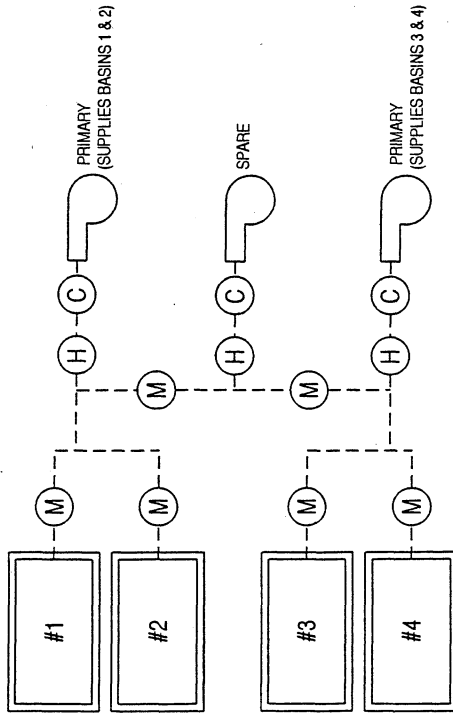 PRIMARY
(SUPPLIES BASINS 1 & 2)
C
H
M
#1
M
#2
M
SPARE
C
H
M
PRIMARY
(SUPPLIES BASINS 3 & 4)
C
H
M
#3
M
#4